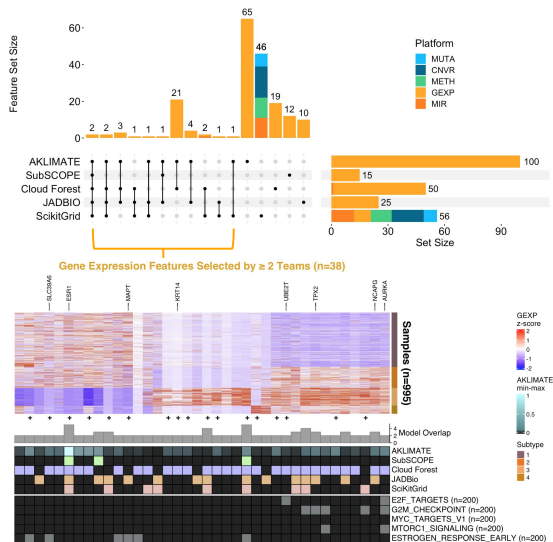 Feature Set Size
60
40
20
0
65
46
21
19
12
10
2 2 3 1 1 1 4 2 1 1
Platform
MUTA
CNVR
METH
GEXP
MIR
AKLIMATE
SubSCOPE
Cloud Forest
JADBIO
ScikitGrid
100
15
50
25
56
0 30 60 90
Set Size
Gene Expression Features Selected by ≥ 2 Teams (n=38)
SLC39A6
ESR1
MAPT
KRT14
UBE2T
TPX2
NCAPG
AURKA
Samples (n=995)
GEXP
z-score
2
1
0
-1
-2
AKLIMATE
min-max
1
0.5
0
Subtype
1
2
3
4
+ + + + + + + + + + + + + + + +
4
2
0
Model Overlap
AKLIMATE
SubSCOPE
Cloud Forest
JADBio
SciKitGrid
E2F_TARGETS (n=200)
G2M_CHECKPOINT (n=200)
MYC_TARGETS_V1 (n=200)
MTORC1_SIGNALING (n=200)
ESTROGEN_RESPONSE_EARLY (n=200)